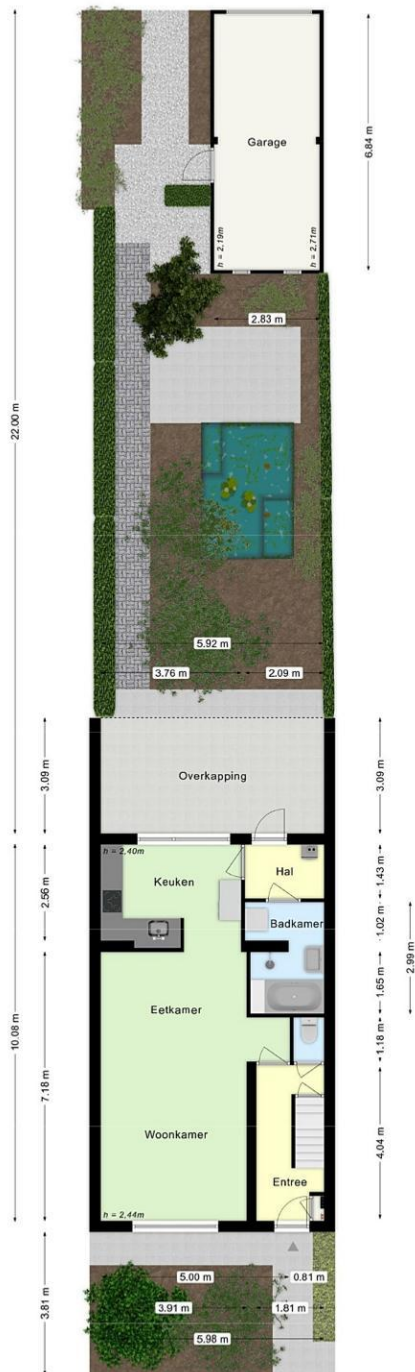 Garage
6.84 m
h = 2.19m
h = 2.71m
2.83 m
22.00 m
5.92 m
3.76 m
2.09 m
3.09 m
Overkapping
3.09 m
h = 2.40m
Keuken
Hal
1.43 m
2.56 m
Badkamer
1.02 m
2.99 m
Eetkamer
1.65 m
10.08 m
7.18 m
1.18 m
Woonkamer
4.04 m
Entree
h = 2.44m
5.00 m
0.81 m
3.81 m
3.91 m
1.81 m
5.98 m